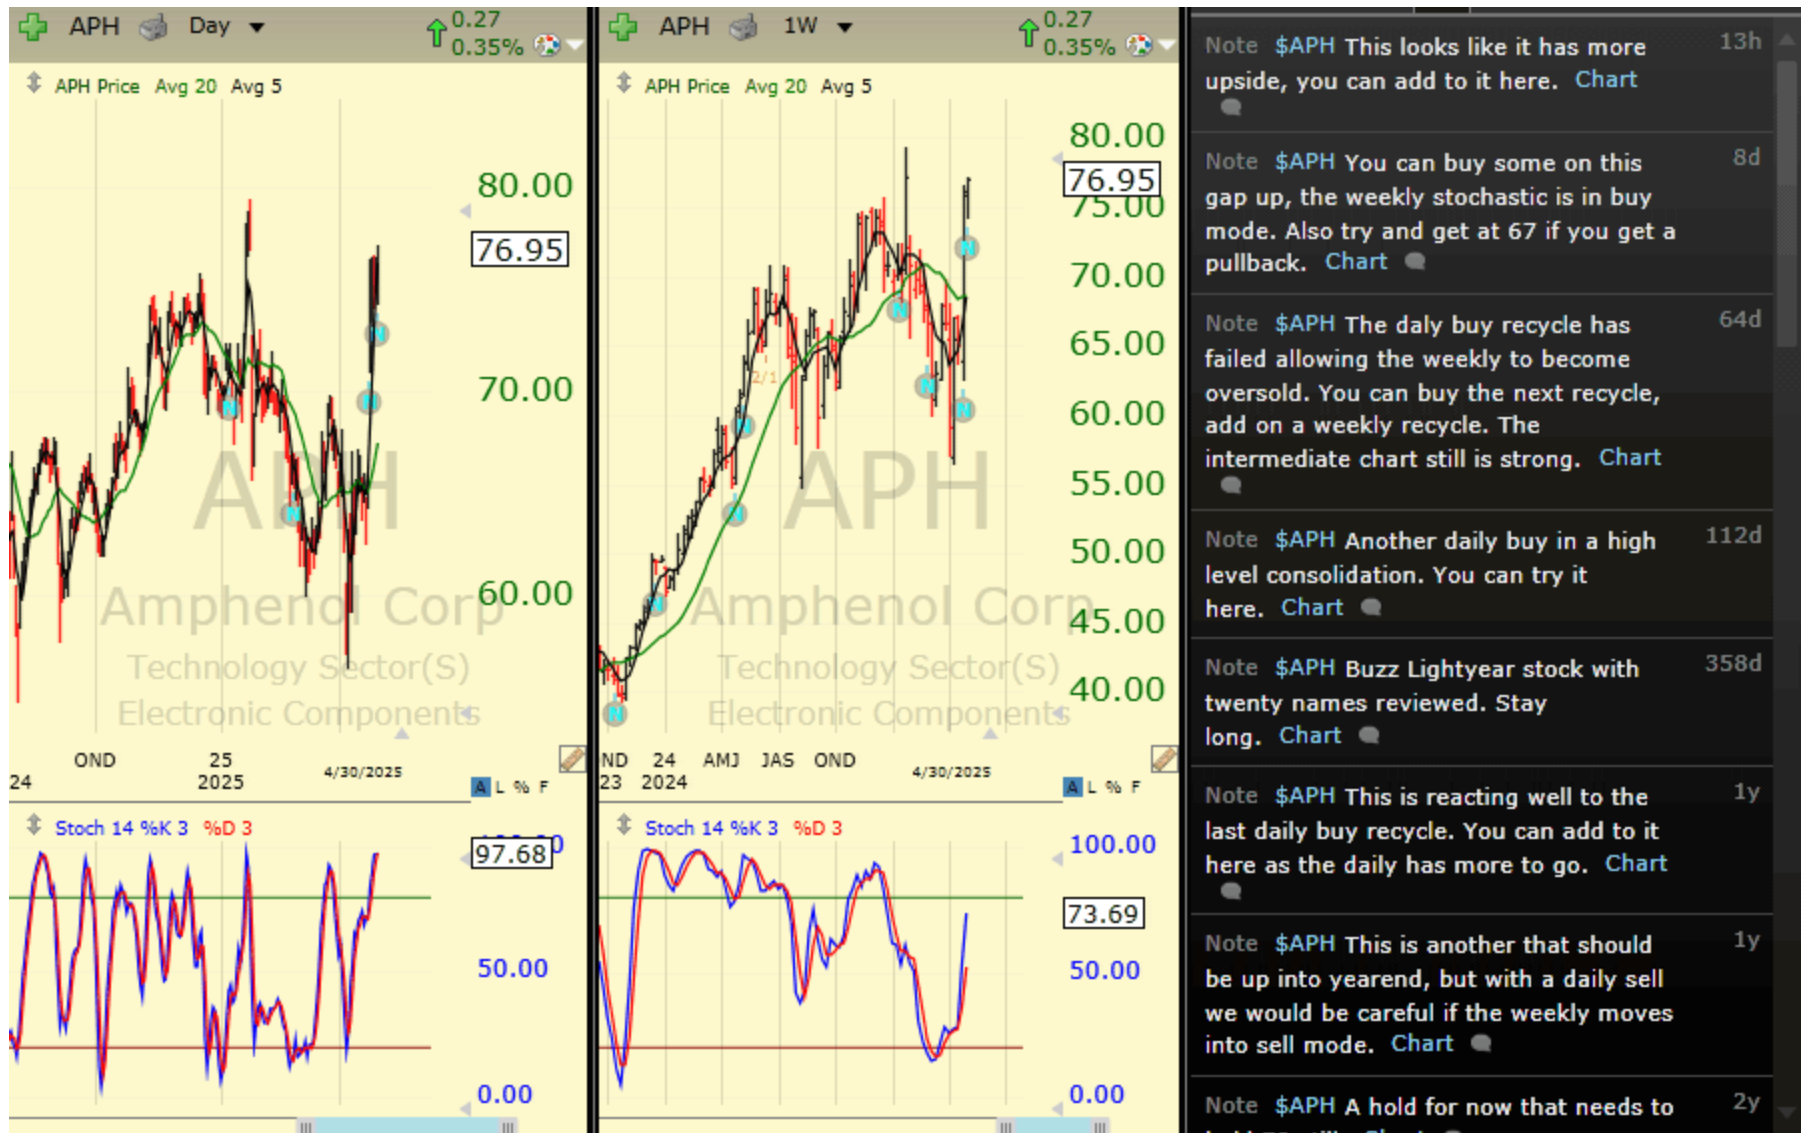 APH Day 0.27
0.35%
APH Price Avg 20 Avg 5
80.00
76.95
70.00
60.00
APH
Amphenol Corp
Technology Sector(S)
Electronic Components
OND 25 4/30/2025
24 2025
A L % F
Stoch 14 %K 3 %D 3
97.68
50.00
0.00
APH 1W 0.27
0.35%
APH Price Avg 20 Avg 5
80.00
76.95
75.00
70.00
65.00
2/1
60.00
55.00
50.00
45.00
40.00
APH
Amphenol Corp
Technology Sector(S)
Electronic Components
ND 24 AMJ JAS OND 4/30/2025
23 2024
A L % F
Stoch 14 %K 3 %D 3
100.00
73.69
50.00
0.00
Note $APH This looks like it has more 13h
upside, you can add to it here. Chart
Note $APH You can buy some on this 8d
gap up, the weekly stochastic is in buy
mode. Also try and get at 67 if you get a
pullback. Chart
Note $APH The daly buy recycle has 64d
failed allowing the weekly to become
oversold. You can buy the next recycle,
add on a weekly recycle. The
intermediate chart still is strong. Chart
Note $APH Another daily buy in a high 112d
level consolidation. You can try it
here. Chart
Note $APH Buzz Lightyear stock with 358d
twenty names reviewed. Stay
long. Chart
Note $APH This is reacting well to the 1y
last daily buy recycle. You can add to it
here as the daily has more to go. Chart
Note $APH This is another that should 1y
be up into yearend, but with a daily sell
we would be careful if the weekly moves
into sell mode. Chart
Note $APH A hold for now that needs to 2y